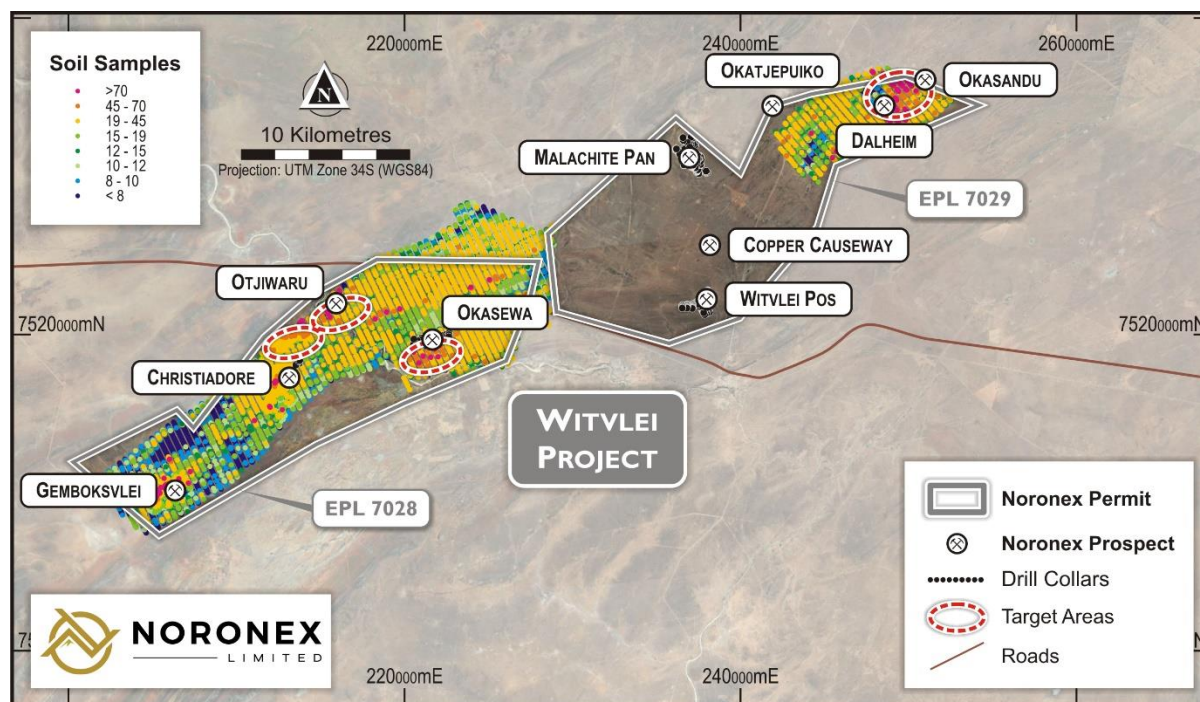 220000mE
240000mE
260000mE
Soil Samples
>70
45 - 70
19 - 45
15 - 19
12 - 15
10 - 12
8 - 10
< 8
N
10 Kilometres
Projection: UTM Zone 34S (WGS84)
OKATJEPUIKO
OKASANDU
DALHEIM
MALACHITE PAN
EPL 7029
COPPER CAUSEWAY
OTJIWARU
WITVLEI POS
OKASEWA
7520000mN
7520000mN
CHRISTIADORE
WITVLEI
PROJECT
GEMBOKSVLEI
EPL 7028
Noronex Permit
Noronex Prospect
Drill Collars
Target Areas
Roads
NORONEX
LIMITED
220000mE
240000mE